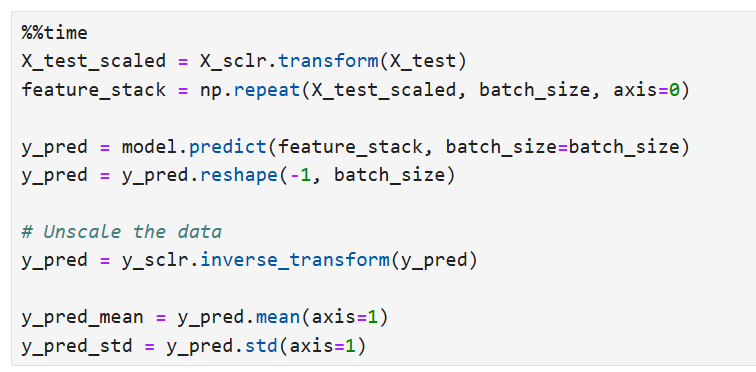 %%time
X_test_scaled = X_sclr.transform(X_test)
feature_stack = np.repeat(X_test_scaled, batch_size, axis=0)
y_pred = model.predict(feature_stack, batch_size=batch_size)
y_pred = y_pred.reshape(-1, batch_size)
# Unscale the data
y_pred = y_sclr.inverse_transform(y_pred)
y_pred_mean = y_pred.mean(axis=1)
y_pred_std = y_pred.std(axis=1)